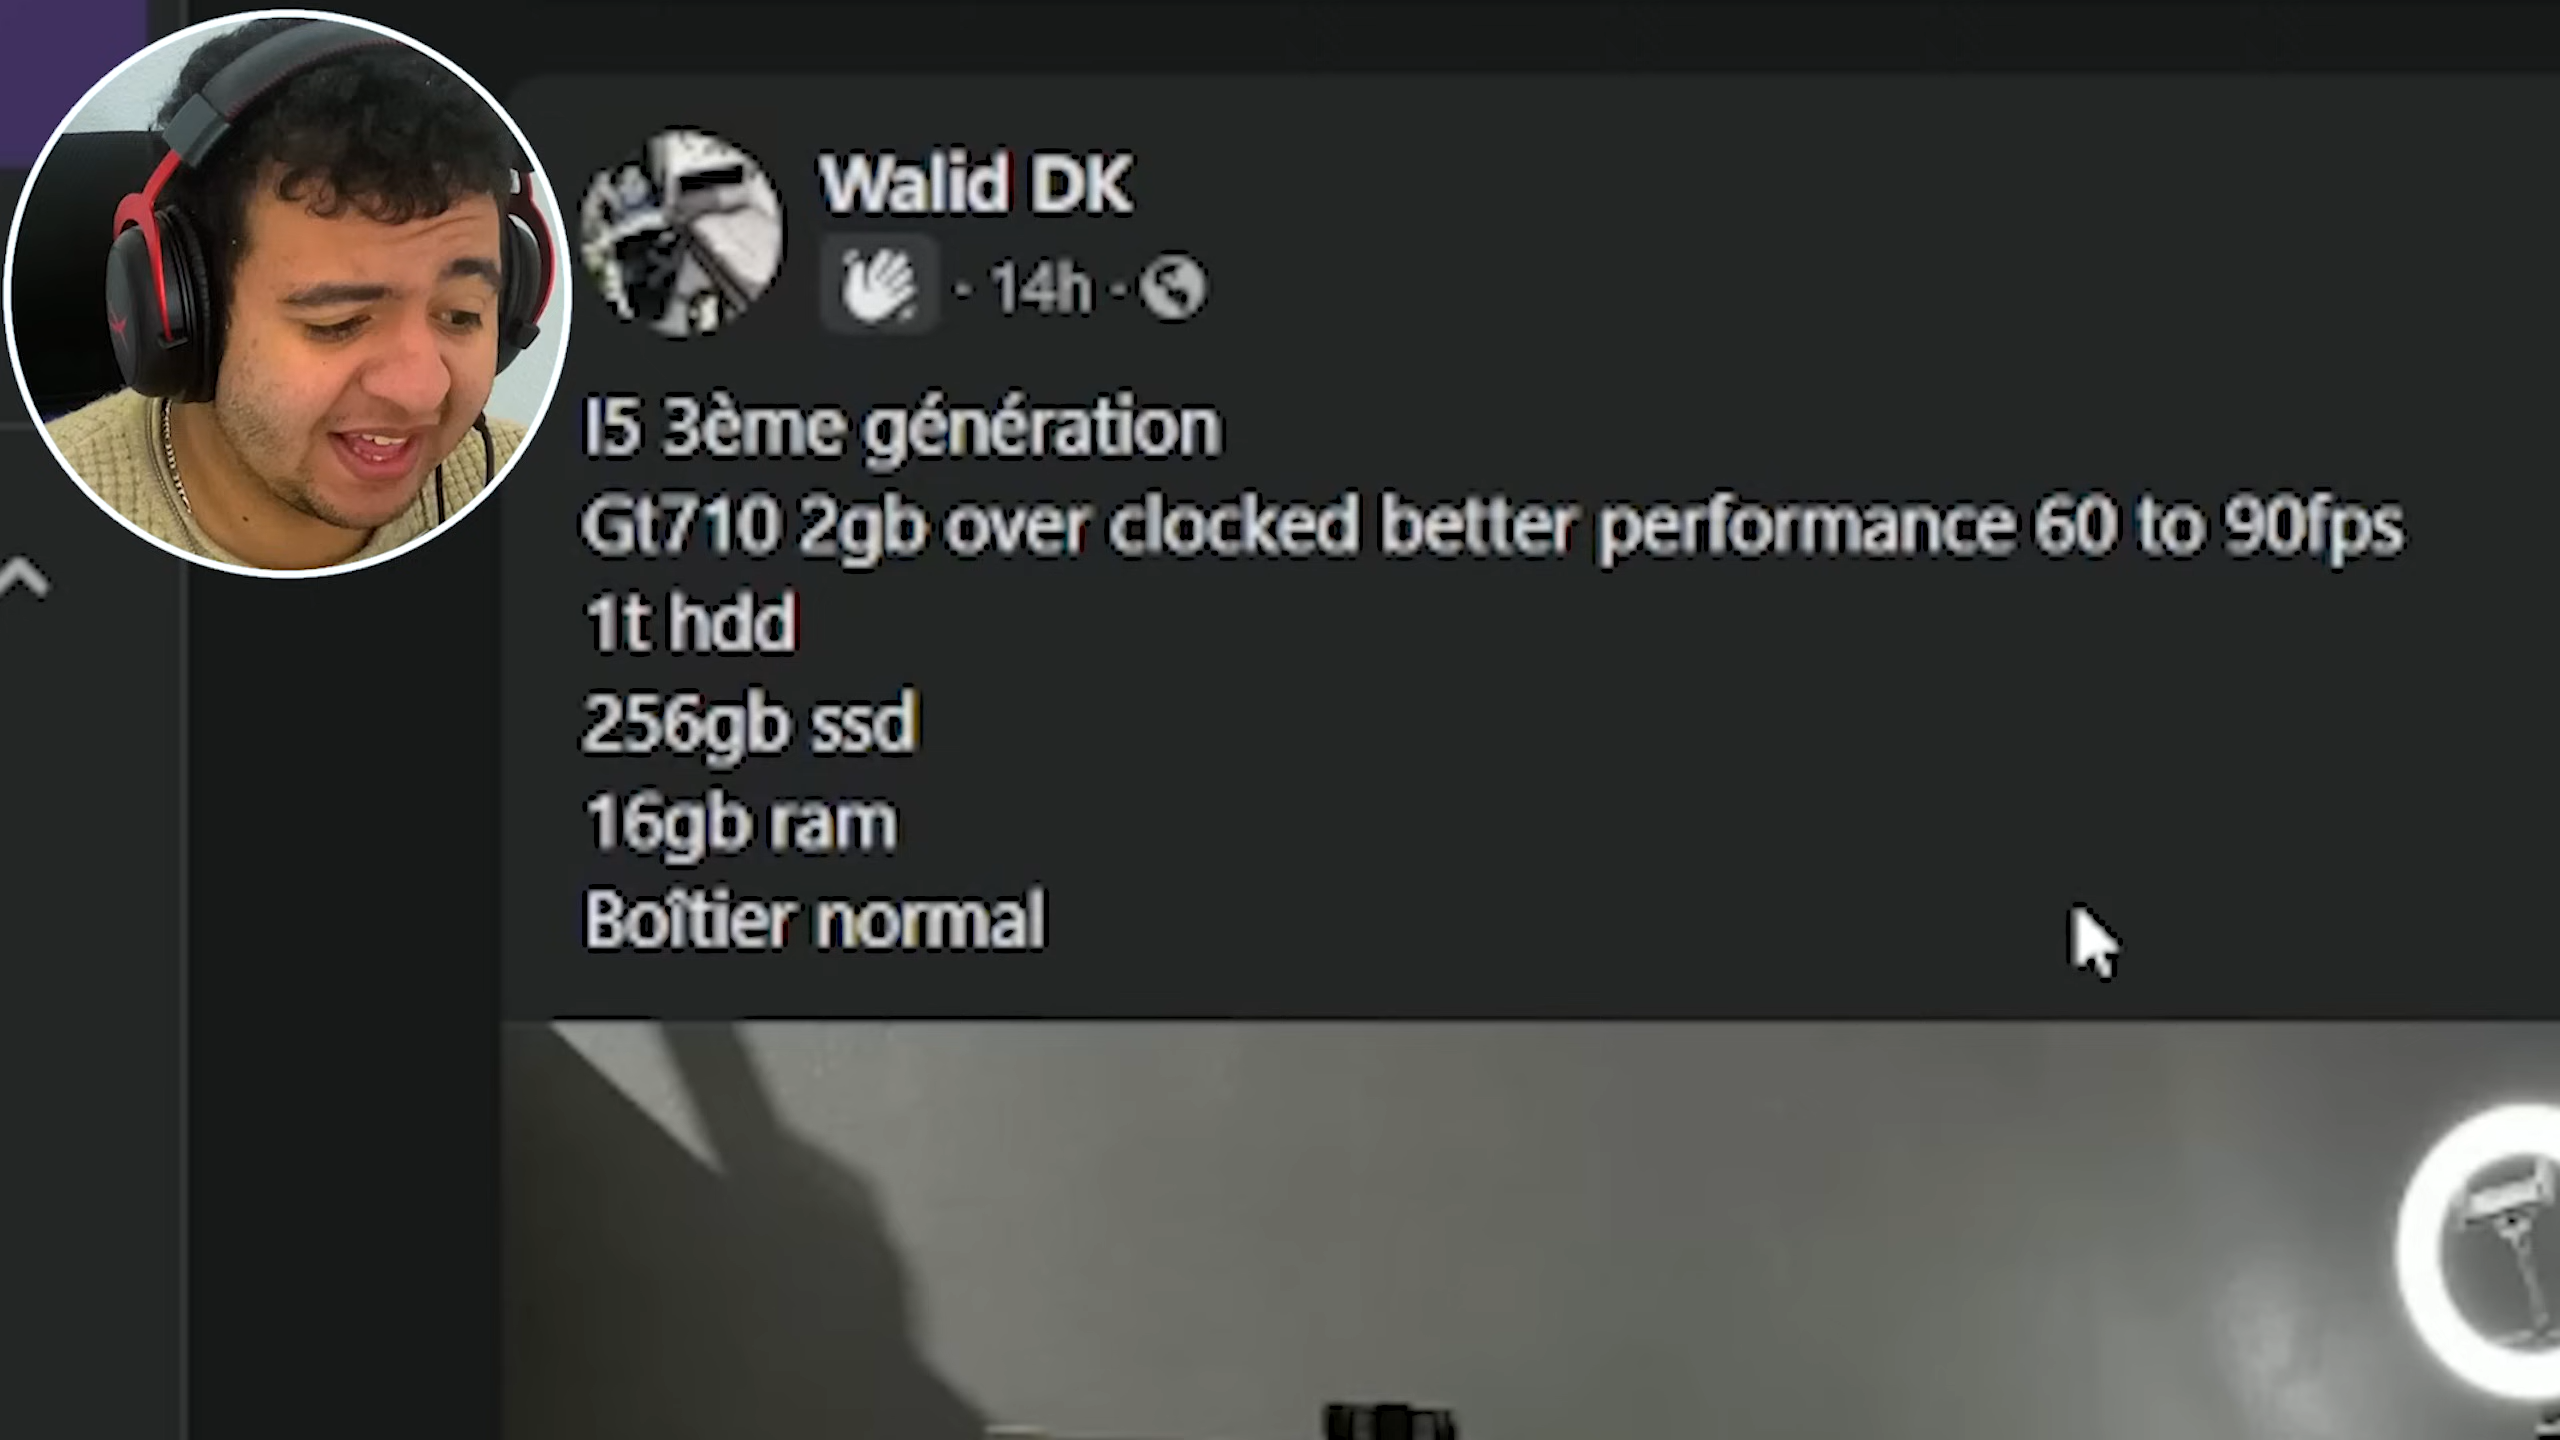 Walid DK
· 14h ·
I5 3ème génération
Gt710 2gb over clocked better performance 60 to 90fps
1t hdd
256gb ssd
16gb ram
Boîtier normal